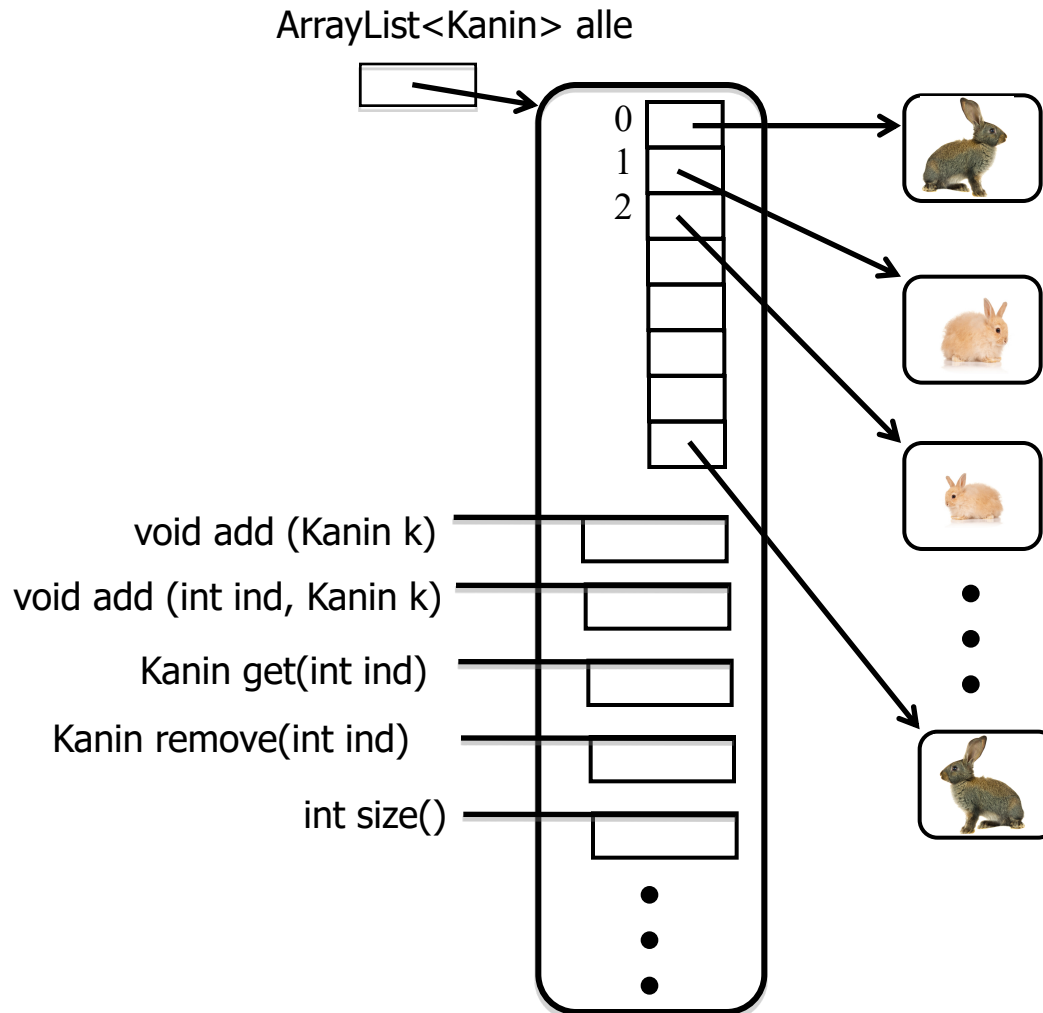 ArrayList<Kanin> alle
0
1
2
void add (Kanin k)
void add (int ind, Kanin k)
Kanin get(int ind)
Kanin remove(int ind)
int size()